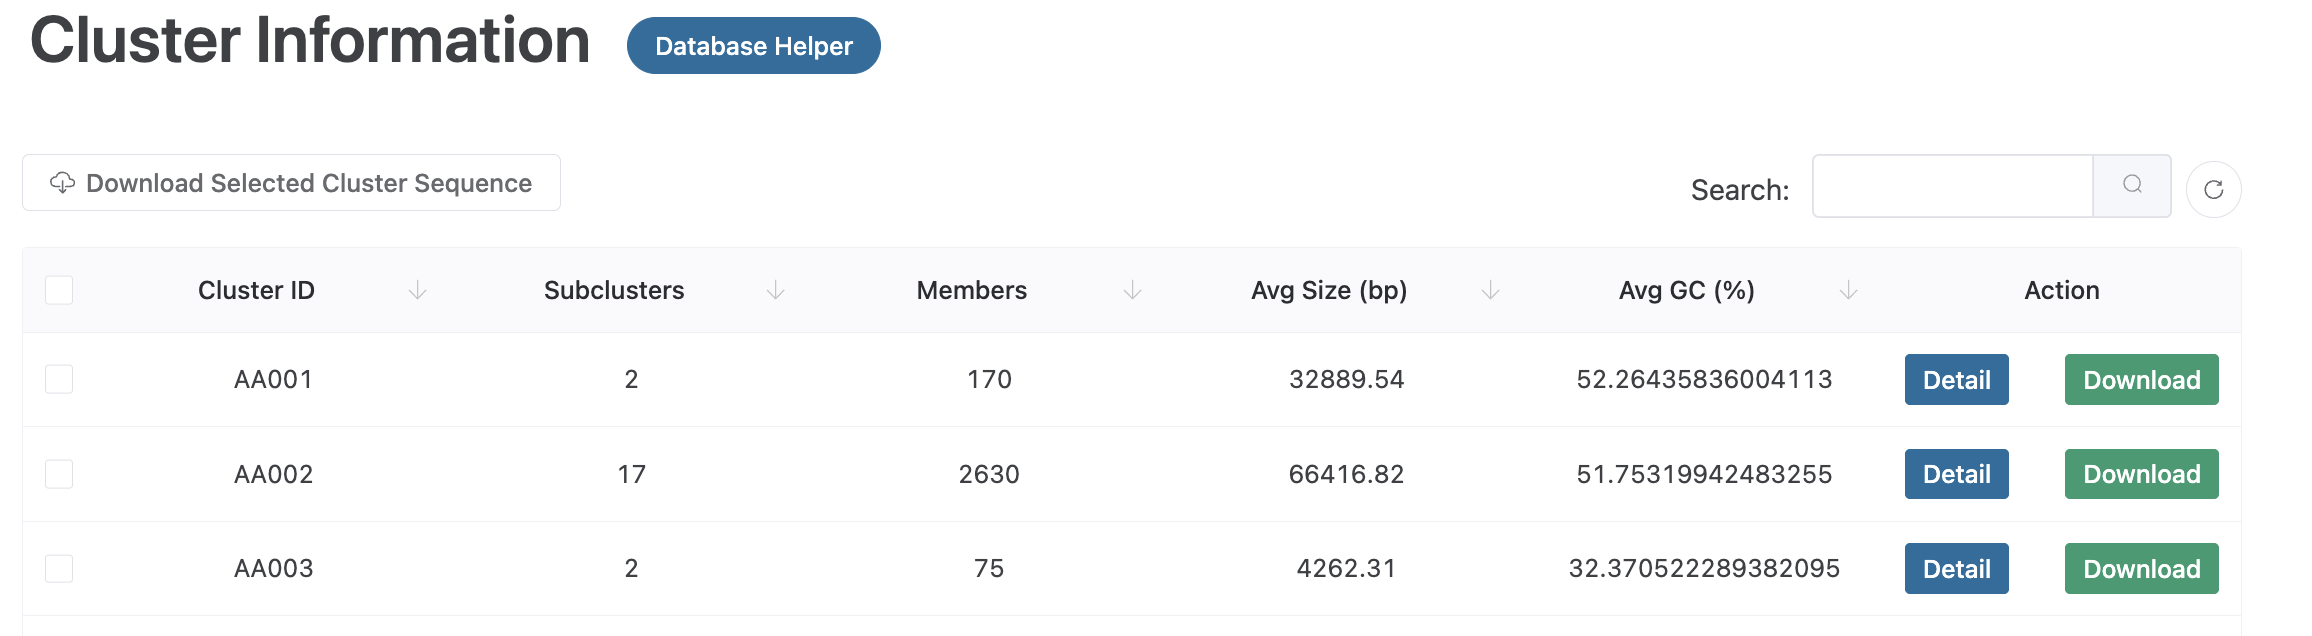 Cluster Information Database Helper
Download Selected Cluster Sequence Search:
Cluster ID Subclusters Members Avg Size (bp) Avg GC (%) Action
AA001 2 170 32889.54 52.26435836004113 Detail Download
AA002 17 2630 66416.82 51.75319942483255 Detail Download
AA003 2 75 4262.31 32.370522289382095 Detail Download